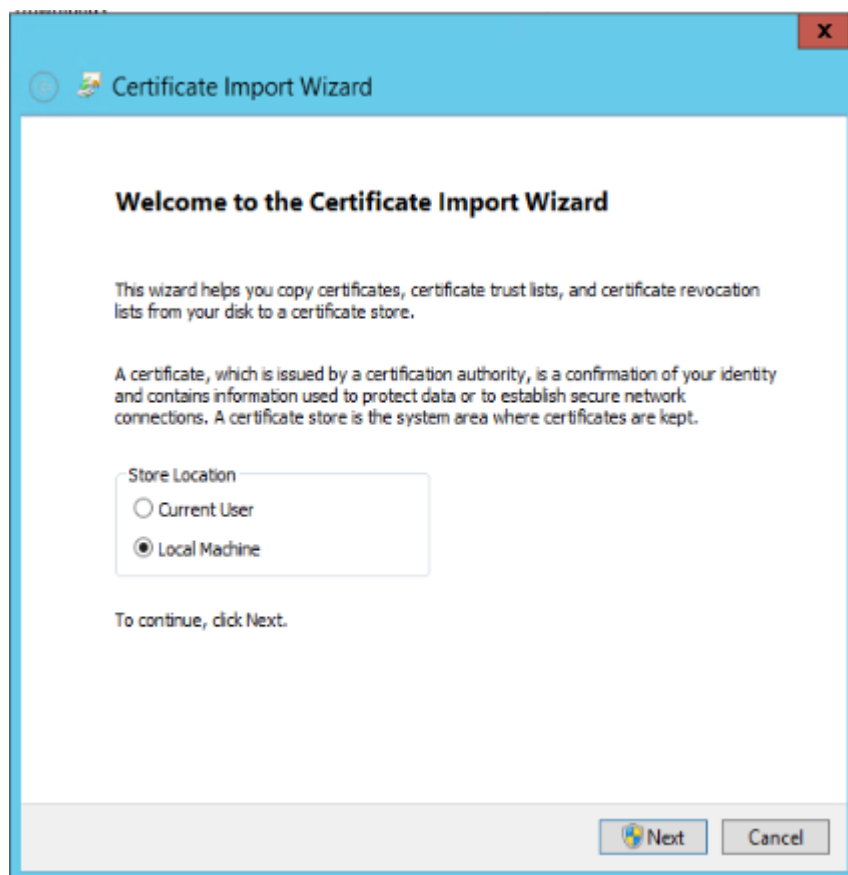 Certificate Import Wizard
Welcome to the Certificate Import Wizard
This wizard helps you copy certificates, certificate trust lists, and certificate revocation
lists from your disk to a certificate store.
A certificate, which is issued by a certification authority, is a confirmation of your identity
and contains information used to protect data or to establish secure network
connections. A certificate store is the system area where certificates are kept.
Store Location
Current User
Local Machine
To continue, click Next.
Next
Cancel